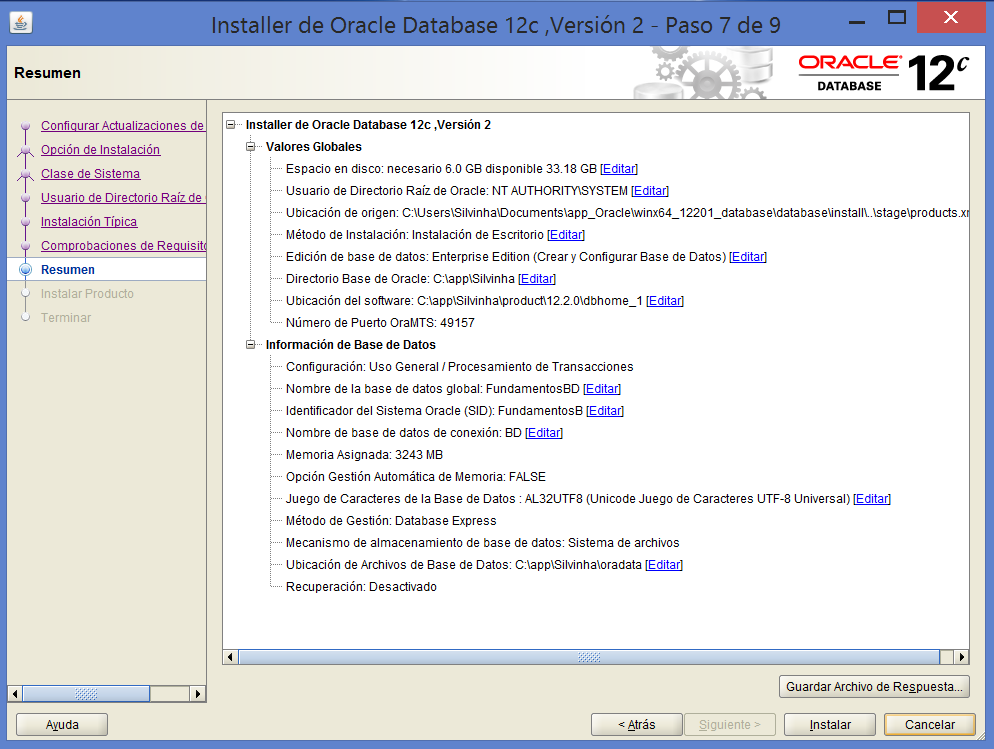 Installer de Oracle Database 12c ,Versión 2 - Paso 7 de 9
Resumen
ORACLE
DATABASE
12c
Configurar Actualizaciones de
Opción de Instalación
Clase de Sistema
Usuario de Directorio Raíz de
Instalación Típica
Comprobaciones de Requisito
Resumen
Instalar Producto
Terminar
Installer de Oracle Database 12c ,Versión 2
Valores Globales
Espacio en disco: necesario 6.0 GB disponible 33.18 GB [Editar]
Usuario de Directorio Raíz de Oracle: NT AUTHORITY\SYSTEM [Editar]
Ubicación de origen: C:\Users\Silvinha\Documents\app_Oracle\winx64_12201_database\database\install\..\stage\products.x
Método de Instalación: Instalación de Escritorio [Editar]
Edición de base de datos: Enterprise Edition (Crear y Configurar Base de Datos) [Editar]
Directorio Base de Oracle: C:\app\Silvinha [Editar]
Ubicación del software: C:\app\Silvinha\product\12.2.0\dbhome_1 [Editar]
Número de Puerto OraMTS: 49157
Información de Base de Datos
Configuración: Uso General / Procesamiento de Transacciones
Nombre de la base de datos global: FundamentosBD [Editar]
Identificador del Sistema Oracle (SID): FundamentosB [Editar]
Nombre de base de datos de conexión: BD [Editar]
Memoria Asignada: 3243 MB
Opción Gestión Automática de Memoria: FALSE
Juego de Caracteres de la Base de Datos : AL32UTF8 (Unicode Juego de Caracteres UTF-8 Universal) [Editar]
Método de Gestión: Database Express
Mecanismo de almacenamiento de base de datos: Sistema de archivos
Ubicación de Archivos de Base de Datos: C:\app\Silvinha\oradata [Editar]
Recuperación: Desactivado
Guardar Archivo de Respuesta...
Ayuda
< Atrás
Siguiente >
Instalar
Cancelar